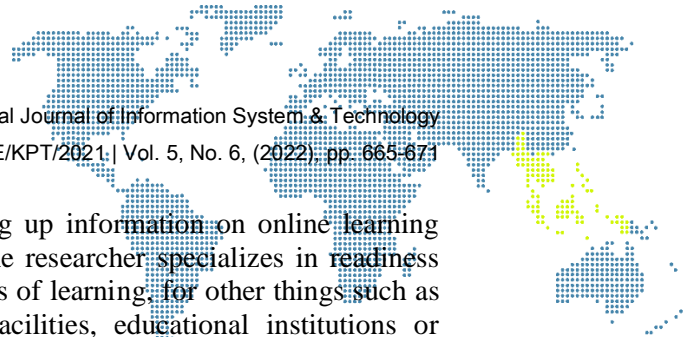 al Journal of Information System & Technology
E/KPT/2021 | Vol. 5, No. 6, (2022), pp. 665-671
g up information on online learning
e researcher specializes in readiness
s of learning, for other things such as
acilities, educational institutions or